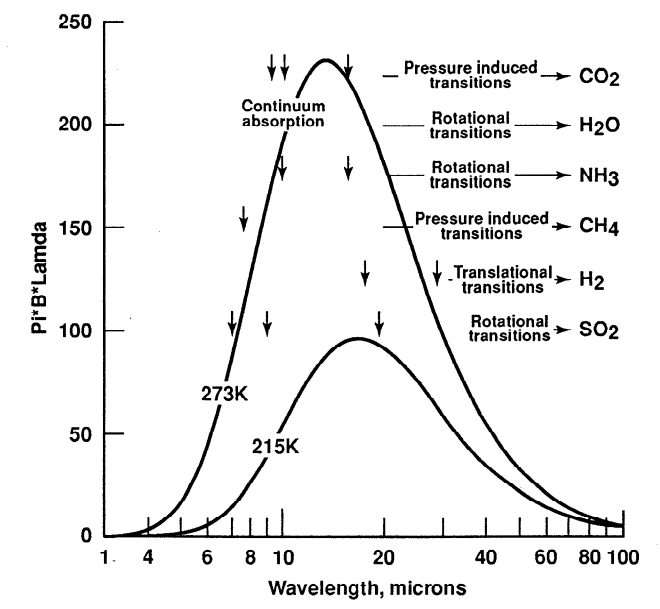 250
200
150
100
50
0
Pi*B*Lamda
Pressure induced
transitions
CO2
Continuum
absorption
Rotational
transitions
H2O
Rotational
transitions
NH3
Pressure induced
transitions
CH4
Translational
transitions
H2
Rotational
transitions
SO2
273K
215K
1 4 6 8 10 20 40 60 80 100
Wavelength, microns